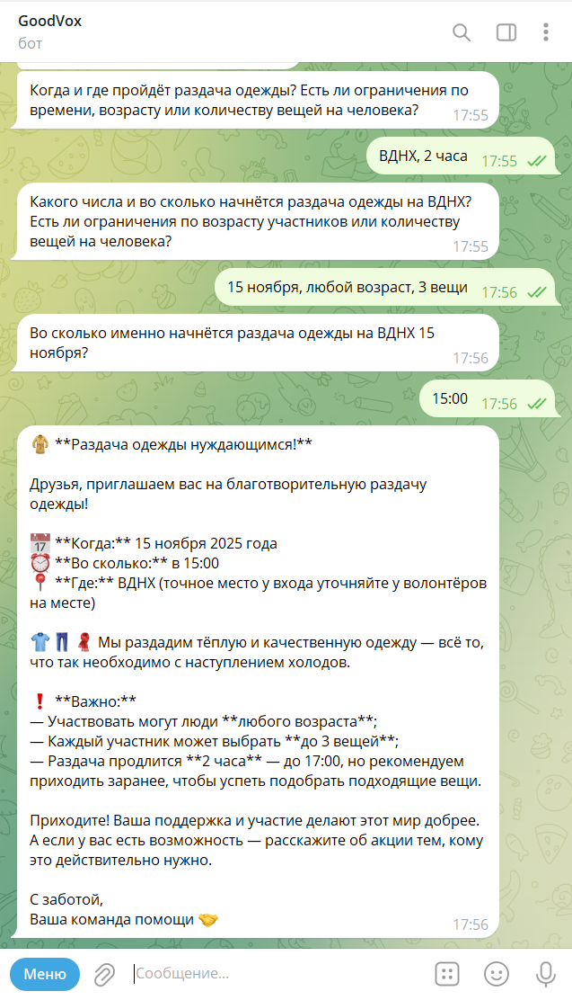 GoodVox
бот
Когда и где пройдёт раздача одежды? Есть ли ограничения по
времени, возрасту или количеству вещей на человека?
17:55
ВДНХ, 2 часа
17:55
Какого числа и во сколько начнётся раздача одежды на ВДНХ?
Есть ли ограничения по возрасту участников или количеству
вещей на человека?
17:55
15 ноября, любой возраст, 3 вещи
17:56
Во сколько именно начнётся раздача одежды на ВДНХ 15
ноября?
17:56
15:00
17:56
**Раздача одежды нуждающимся!**
Друзья, приглашаем вас на благотворительную раздачу
одежды!
17 **Когда:** 15 ноября 2025 года
**Во сколько:** в 15:00
**Где:** ВДНХ (точное место у входа уточняйте у волонтёров
на месте)
Мы раздадим тёплую и качественную одежду — всё то,
что так необходимо с наступлением холодов.
❗ **Важно:**
— Участвовать могут люди **любого возраста**;
— Каждый участник может выбрать **до 3 вещей**;
— Раздача продлится **2 часа** — до 17:00, но рекомендуем
приходить заранее, чтобы успеть подобрать подходящие вещи.
Приходите! Ваша поддержка и участие делают этот мир добрее.
А если у вас есть возможность — расскажите об акции тем, кому
это действительно нужно.
С заботой,
Ваша команда помощи
17:56
Меню
Сообщение...